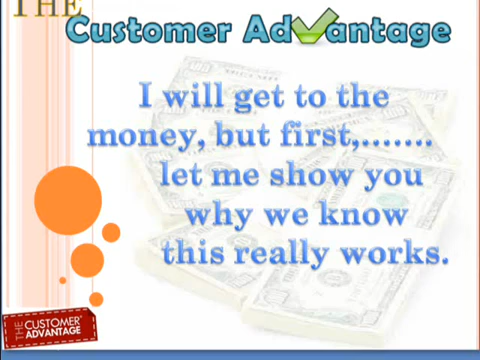 THE
Customer Advantage
I will get to the
money, but first,.......
let me show you
why we know
this really works.
THE CUSTOMER
ADVANTAGE